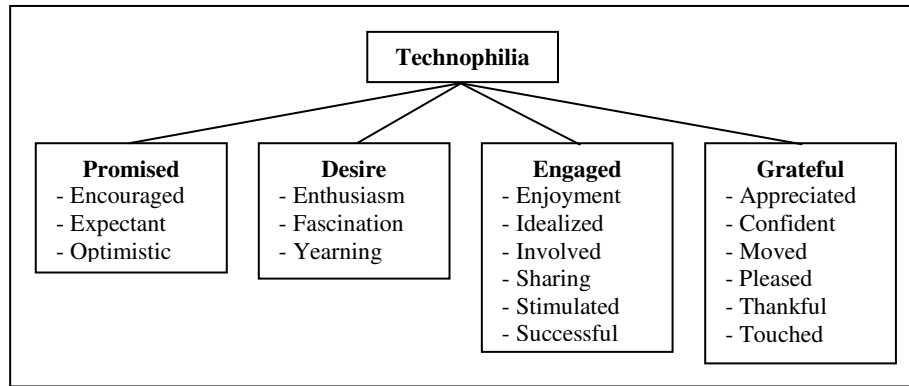 Technophilia
Promised
- Encouraged
- Expectant
- Optimistic
Desire
- Enthusiasm
- Fascination
- Yearning
Engaged
- Enjoyment
- Idealized
- Involved
- Sharing
- Stimulated
- Successful
Grateful
- Appreciated
- Confident
- Moved
- Pleased
- Thankful
- Touched